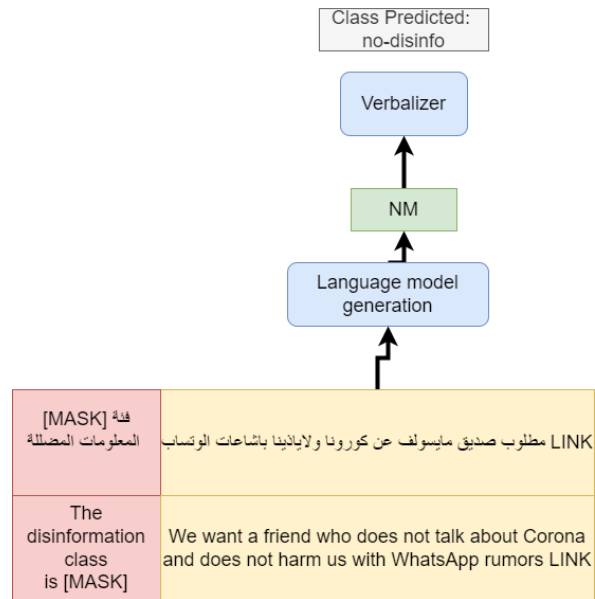 Class Predicted:
no-disinfo
Verbalizer
NM
Language model
generation
فئة [MASK]
المعلومات المضللة
مطلوب صديق مايسولف عن كورونا ولاياذينا باشاعات الوتساب LINK
The
disinformation
class
is [MASK]
We want a friend who does not talk about Corona
and does not harm us with WhatsApp rumors LINK